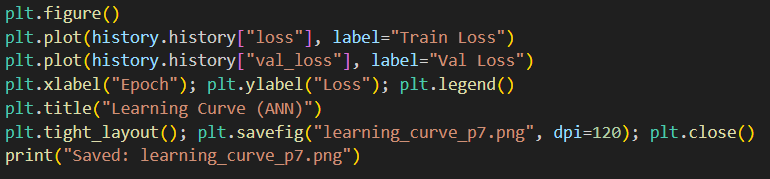 plt.figure()
plt.plot(history.history["loss"], label="Train Loss")
plt.plot(history.history["val_loss"], label="Val Loss")
plt.xlabel("Epoch"); plt.ylabel("Loss"); plt.legend()
plt.title("Learning Curve (ANN)")
plt.tight_layout(); plt.savefig("learning_curve_p7.png", dpi=120); plt.close()
print("Saved: learning_curve_p7.png")